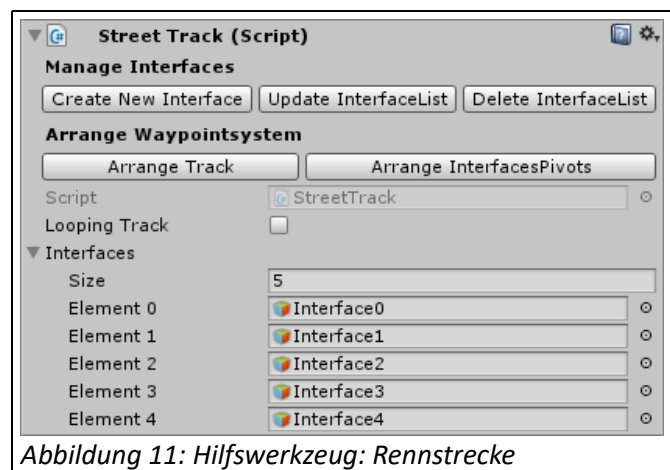 Street Track (Script)
Manage Interfaces
Create New Interface Update InterfaceList Delete InterfaceList
Arrange Waypointsystem
Arrange Track Arrange InterfacesPivots
Script StreetTrack
Looping Track
Interfaces
Size 5
Element 0 Interface0
Element 1 Interface1
Element 2 Interface2
Element 3 Interface3
Element 4 Interface4
Abbildung 11: Hilfswerkzeug: Rennstrecke